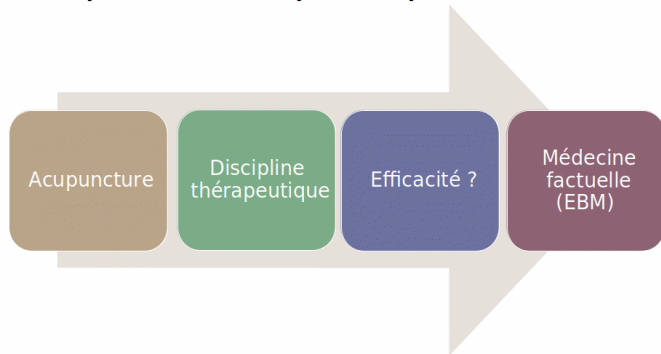 Acupuncture
Discipline
thérapeutique
Efficacité ?
Médecine
factuelle
(EBM)